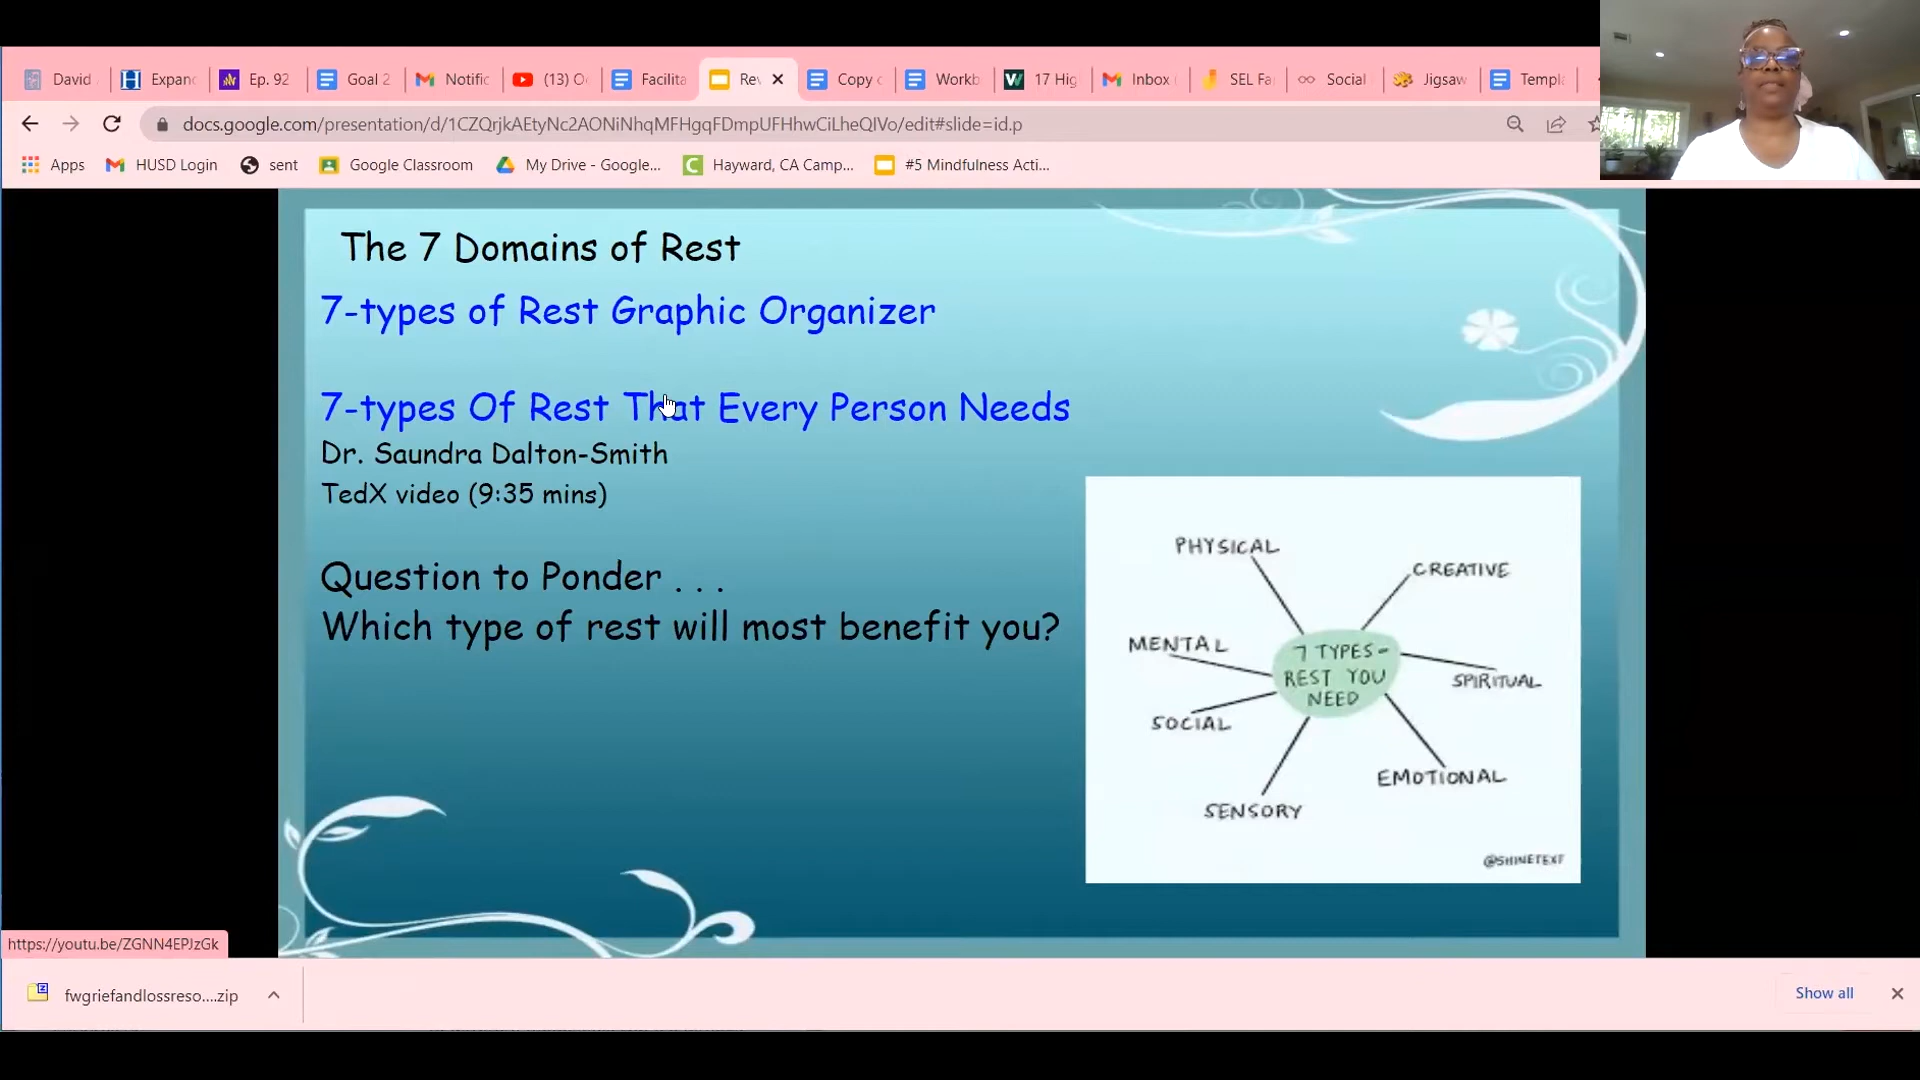 David
Expand
Ep. 92
Goal 2
Notific
(13) O
Facilita
Rev
Copy
Workb
17 Hig
Inbox
SEL Fa
Social
Jigsaw
Templa
docs.google.com/presentation/d/1CZQrjkAEtyNc2AONiNhqMFHgqFDmpUFHhwCiLheQIVo/edit#slide=id.p
Apps
HUSD Login
sent
Google Classroom
My Drive - Google...
Hayward, CA Camp...
#5 Mindfulness Acti...
The 7 Domains of Rest
7-types of Rest Graphic Organizer
7-types Of Rest That Every Person Needs
Dr. Saundra Dalton-Smith
TedX video (9:35 mins)
Question to Ponder . . .
Which type of rest will most benefit you?
PHYSICAL
CREATIVE
MENTAL
7 TYPES-
REST YOU
NEED
SPIRITUAL
SOCIAL
EMOTIONAL
SENSORY
@SHINETEXT
https://youtu.be/ZGNN4EPJzGk
fwgriefandlossreso....zip
Show all